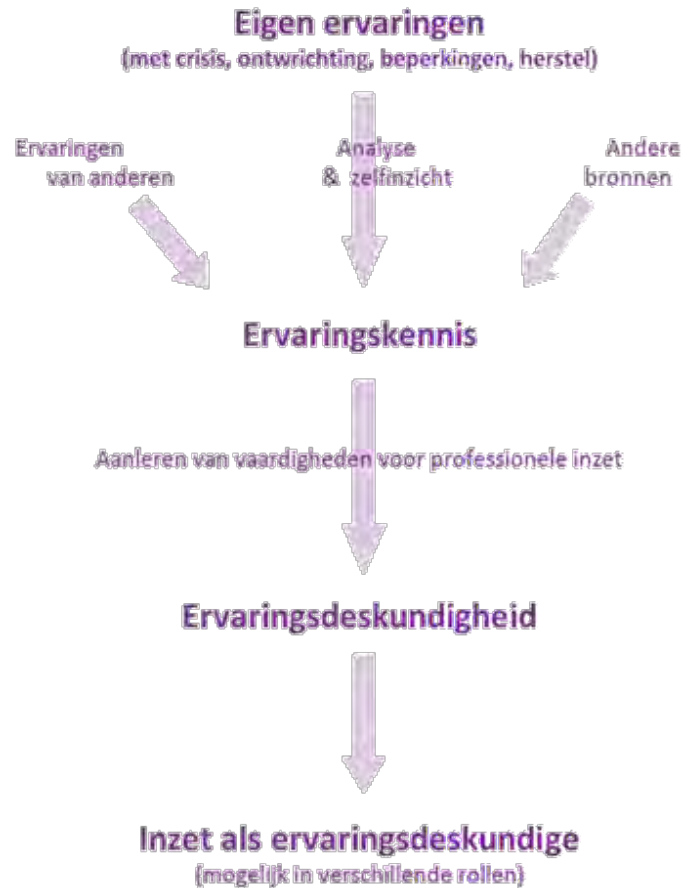 Eigen ervaringen
(met crisis, ontwrichting, beperkingen, herstel)
Ervaringen
van anderen
Analyse
& zelfinzicht
Andere
bronnen
Ervaringskennis
Aanleren van vaardigheden voor professionele inzet
Ervaringsdeskundigheid
Inzet als ervaringsdeskundige
(mogelijk in verschillende rollen)